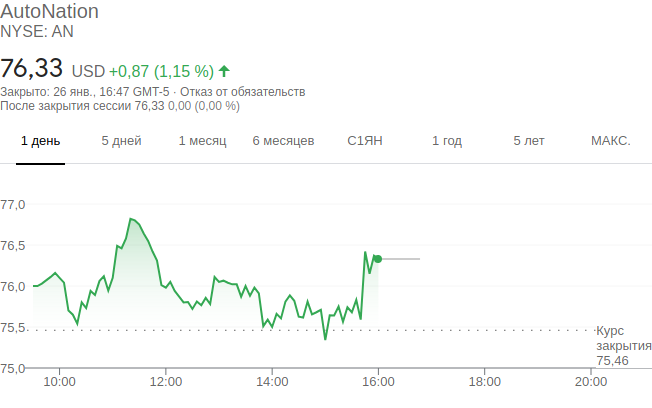 AutoNation
NYSE: AN
76,33 USD +0,87 (1,15 %)
Закрыто: 26 янв., 16:47 GMT-5 · Отказ от обязательств
После закрытия сессии 76,33 0,00 (0,00 %)
1 день 5 дней 1 месяц 6 месяцев С1ЯН 1 год 5 лет МАКС.
77,0
76,5
76,0
75,5
75,0
Курс
закрытия
75,46
10:00 12:00 14:00 16:00 18:00 20:00